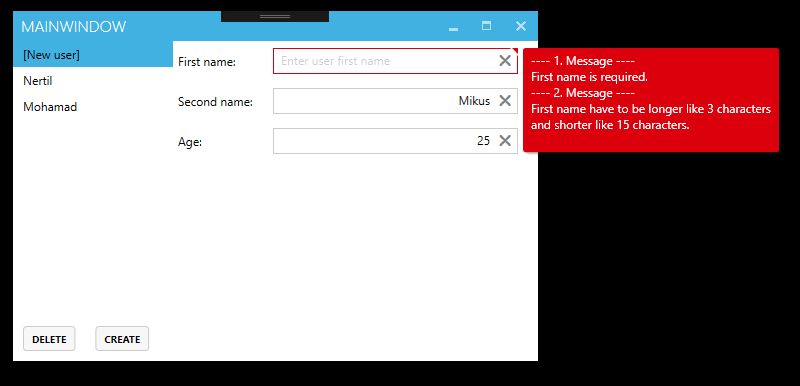 MAINWINDOW
[New user]
Nertil
Mohamad
First name:
Enter user first name
Second name:
Mikus
Age:
25
---- 1. Message ----
First name is required.
---- 2. Message ----
First name have to be longer like 3 characters
and shorter like 15 characters.
DELETE
CREATE